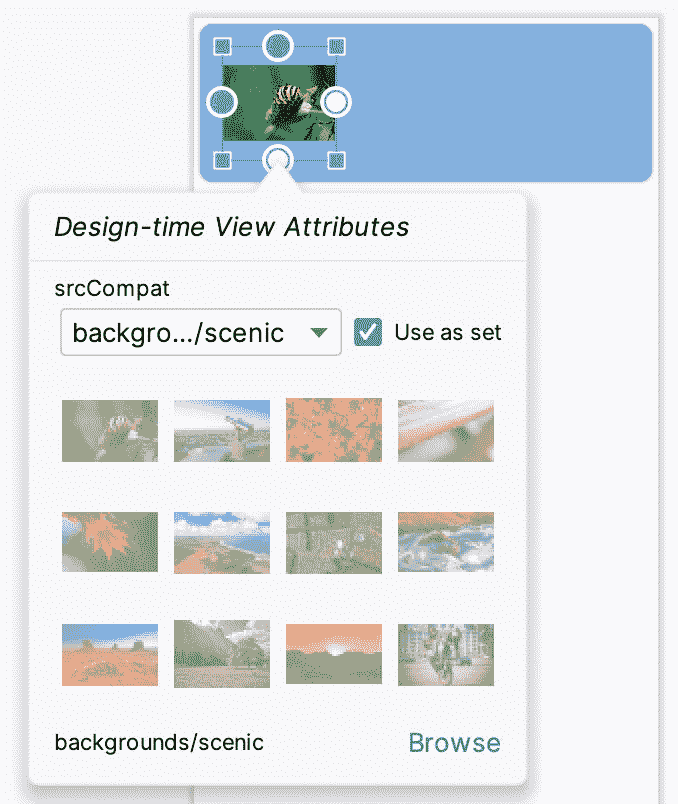 Design-time View Attributes
srcCompat
backgro.../scenic
Use as set
backgrounds/scenic
Browse